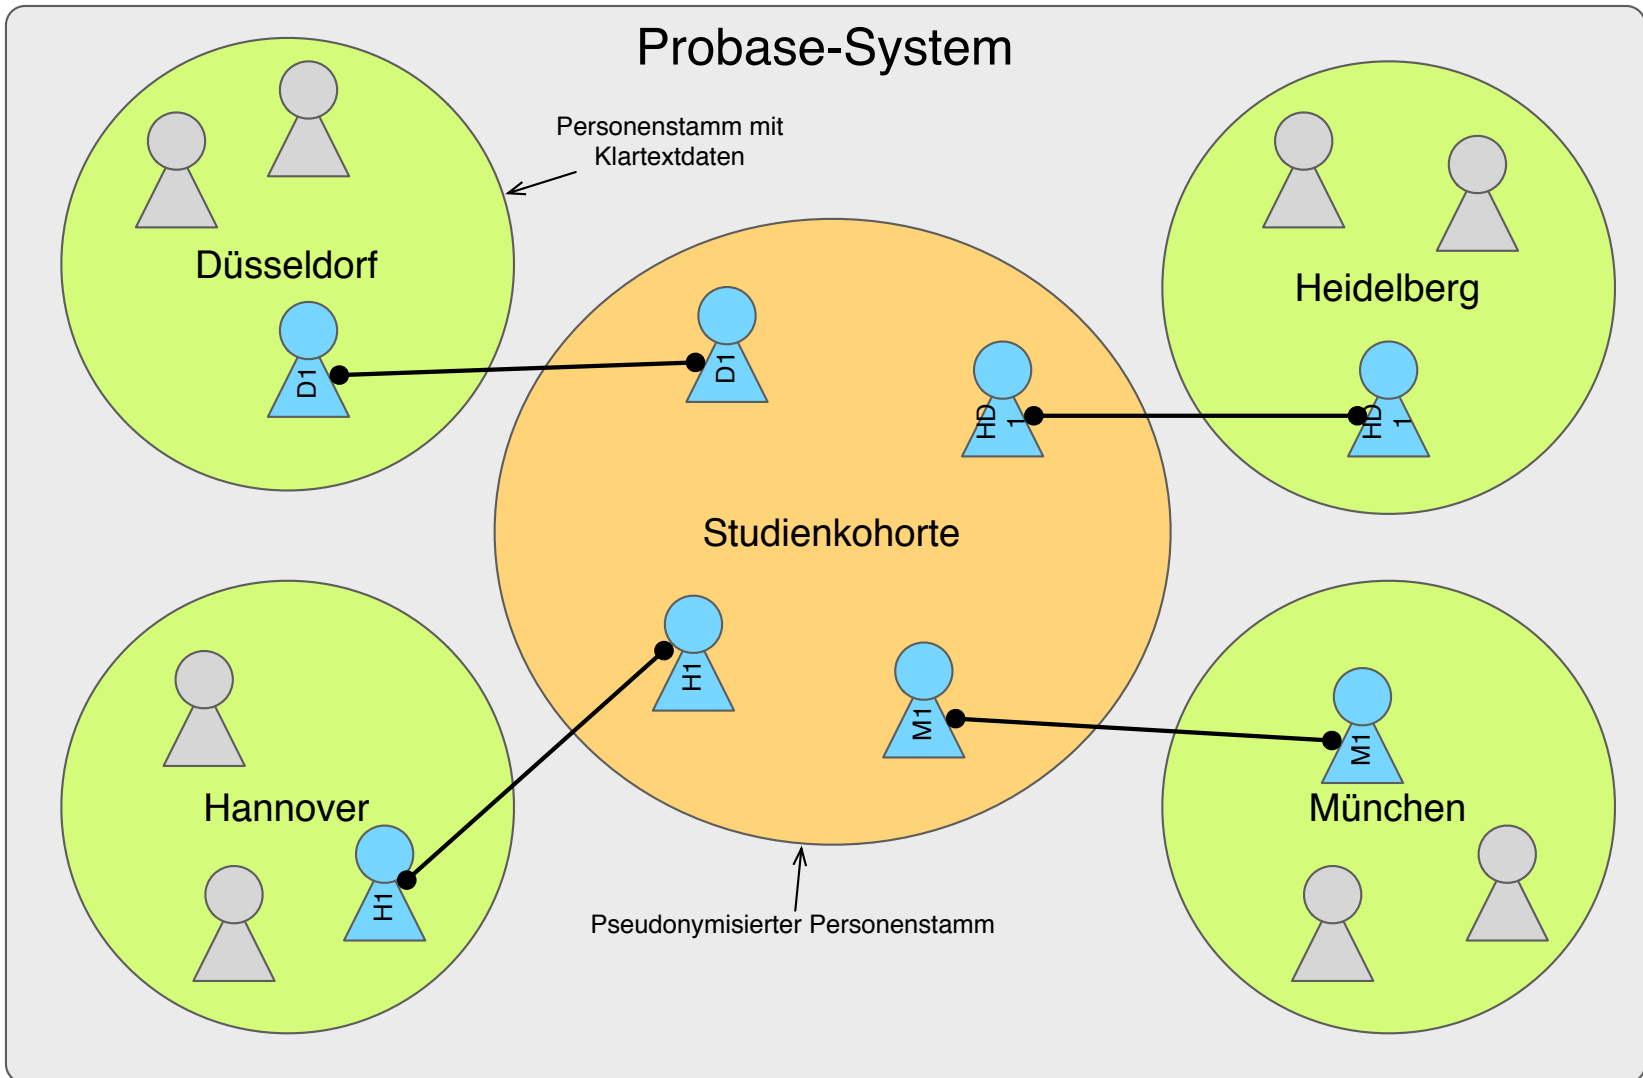 Probase-System
Personenstamm mit
Klartextdaten
Düsseldorf
Heidelberg
D1
D1
HD
1
HD
1
Studienkohorte
H1
M1
M1
Hannover
München
H1
Pseudonymisierter Personenstamm